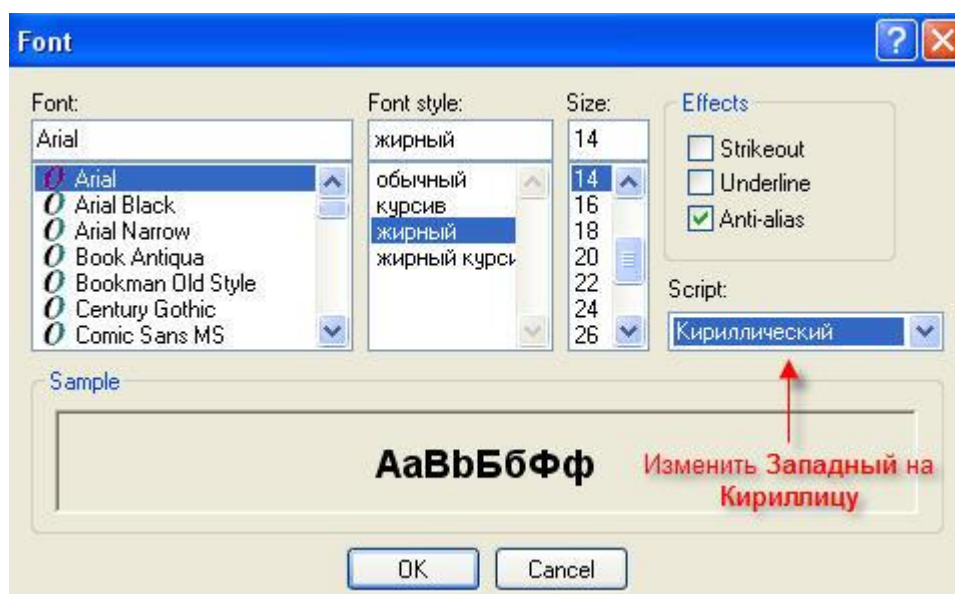 Font
Font:
Arial
Arial
Arial Black
Arial Narrow
Book Antiqua
Bookman Old Style
Century Gothic
Comic Sans MS
Font style:
жирный
обычный
курсив
жирный
жирный курси
Size:
14
14
16
18
20
22
24
26
Effects
Strikeout
Underline
Anti-alias
Script:
Кириллический
Sample
АаВbБбФф
Изменить Западный на
Кириллицу
OK
Cancel